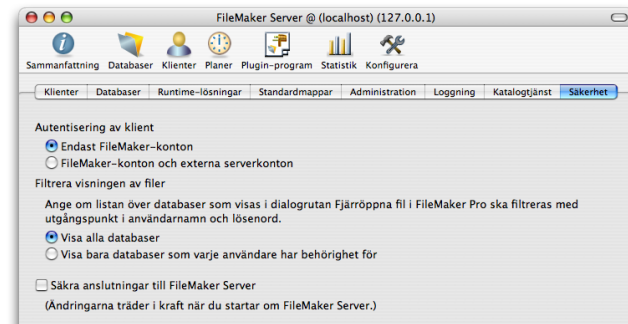 FileMaker Server @ (localhost) (127.0.0.1)
Sammanfattning Databaser Klienter Planer Plugin-program Statistik Konfigurera
Klienter Databaser Runtime-lösningar Standardmappar Administration Loggning Katalogtjänst Säkerhet
Autentisering av klient
Endast FileMaker-konton
FileMaker-konton och externa serverkonton
Filtrera visningen av filer
Ange om listan över databaser som visas i dialogrutan Fjärröppna fil i FileMaker Pro ska filtreras med
utgångspunkt i användarnamn och lösenord.
Visa alla databaser
Visa bara databaser som varje användare har behörighet för
Säkra anslutningar till FileMaker Server
(Ändringarna träder i kraft när du startar om FileMaker Server.)